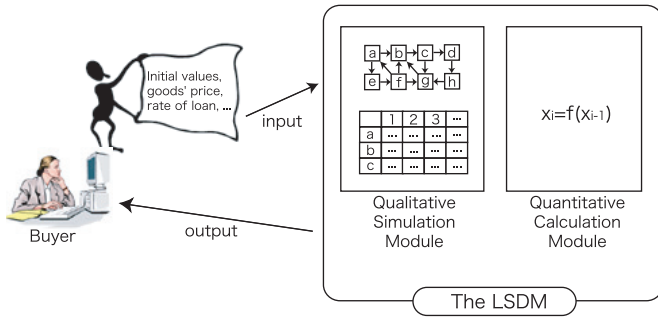 Initial values,
goods' price,
rate of loan, ...
input
output
Buyer
a b c d
e f g h
1 2 3 ...
a ... ... ... ...
b ... ... ... ...
c ... ... ... ...
Qualitative
Simulation
Module
xi=f(xi-1)
Quantitative
Calculation
Module
The LSDM